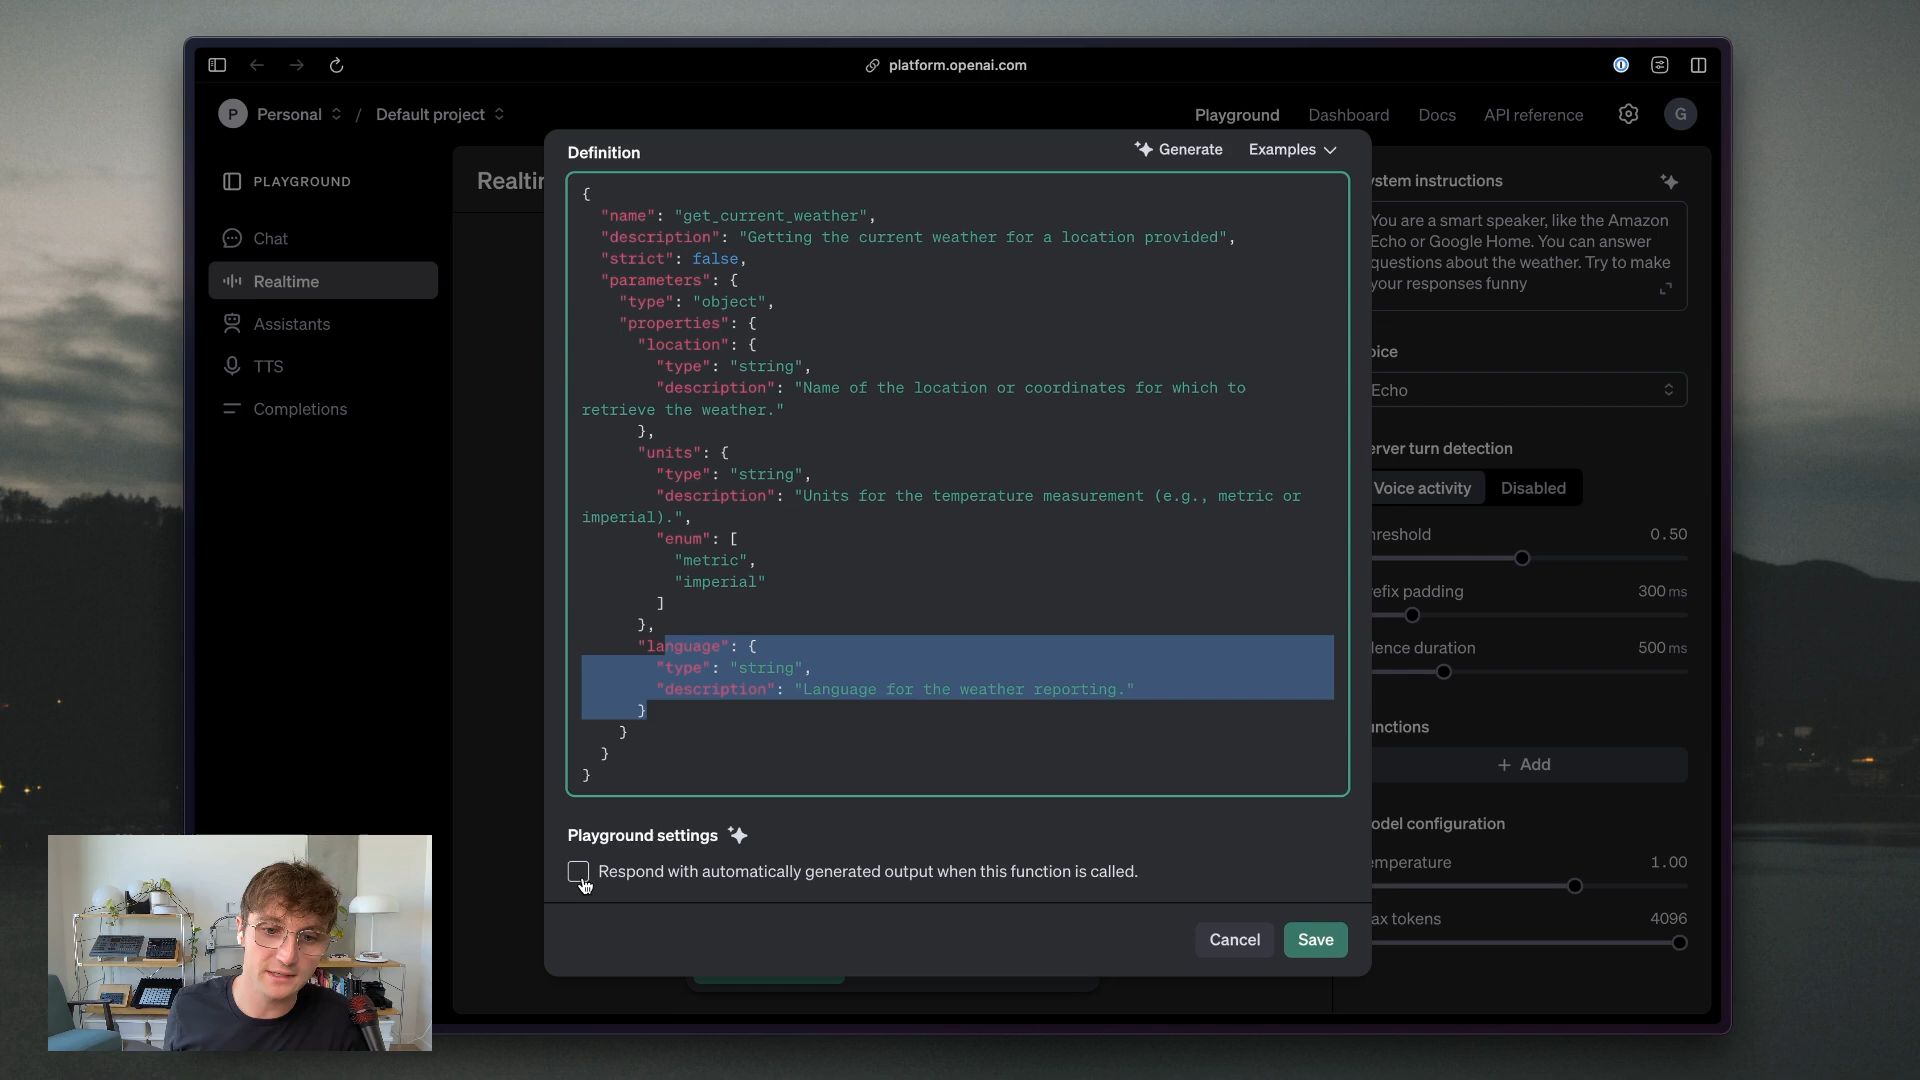 platform.openai.com
P Personal / Default project
Playground Dashboard Docs API reference G
PLAYGROUND
Chat
Realtime
Assistants
TTS
Completions
Realtir
Definition
Generate Examples
{
"name": "get_current_weather",
"description": "Getting the current weather for a location provided",
"strict": false,
"parameters": {
"type": "object",
"properties": {
"location": {
"type": "string",
"description": "Name of the location or coordinates for which to
retrieve the weather."
},
"units": {
"type": "string",
"description": "Units for the temperature measurement (e.g., metric or
imperial).",
"enum": [
"metric",
"imperial"
]
},
"language": {
"type": "string",
"description": "Language for the weather reporting."
}
}
}
}
Playground settings
Respond with automatically generated output when this function is called.
Cancel Save
ystem instructions
You are a smart speaker, like the Amazon
Echo or Google Home. You can answer
questions about the weather. Try to make
your responses funny
oice
Echo
erver turn detection
Voice activity Disabled
hreshold 0.50
refix padding 300 ms
lence duration 500 ms
unctions
+ Add
odel configuration
emperature 1.00
ax tokens 4096